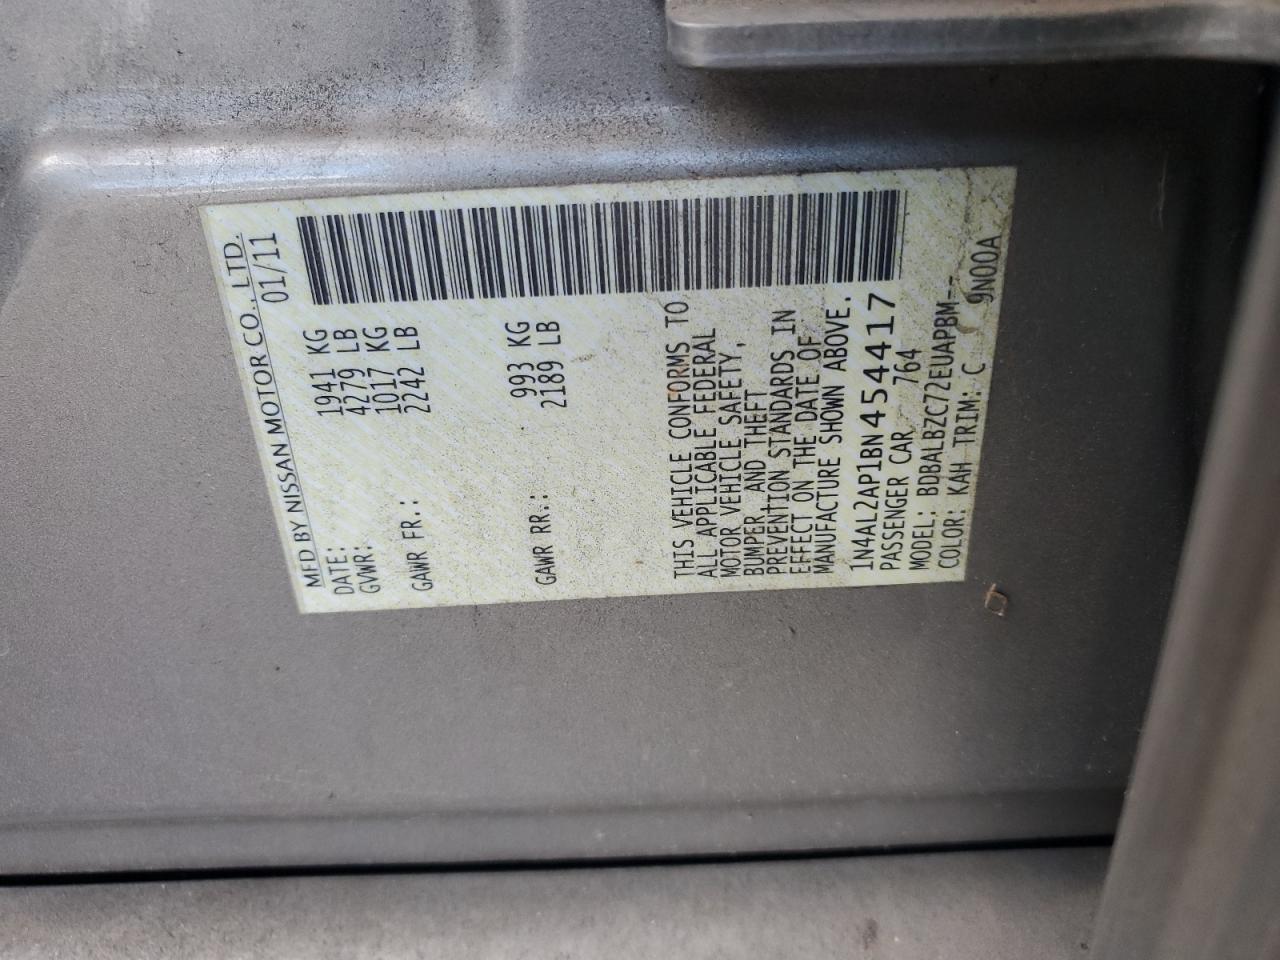 MFD BY NISSAN MOTOR CO., LTD.
DATE: 01/11
GVWR: 1941 KG
4279 LB
GAWR FR.: 1017 KG
2242 LB
GAWR RR.: 993 KG
2189 LB
THIS VEHICLE CONFORMS TO
ALL APPLICABLE FEDERAL
MOTOR VEHICLE SAFETY,
BUMPER, AND THEFT
PREVENTION STANDARDS IN
EFFECT ON THE DATE OF
MANUFACTURE SHOWN ABOVE.
1N4AL2AP1BN454417
PASSENGER CAR 764
MODEL: BDBALBZC72EUAPBM--
COLOR: KAH TRIM: C 9N00A